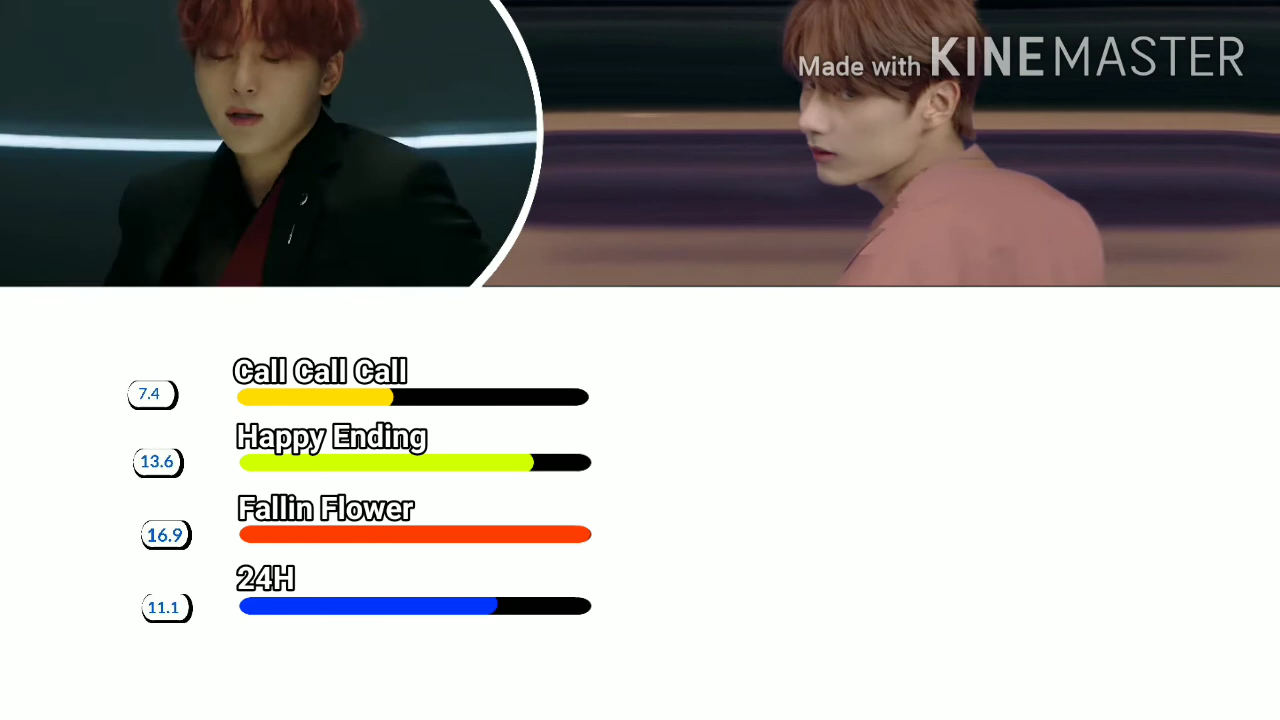 Made with KINEMASTER
Call Call Call
7.4
Happy Ending
13.6
Fallin Flower
16.9
24H
11.1